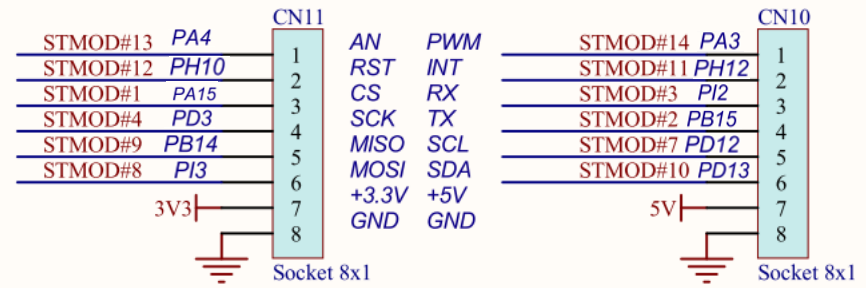 CN11 CN10
STMOD#13 PA4 1 AN PWM STMOD#14 PA3 1
STMOD#12 PH10 2 RST INT STMOD#11 PH12 2
STMOD#1 PA15 3 CS RX STMOD#3 PI2 3
STMOD#4 PD3 4 SCK TX STMOD#2 PB15 4
STMOD#9 PB14 5 MISO SCL STMOD#7 PD12 5
STMOD#8 PI3 6 MOSI SDA STMOD#10 PD13 6
3V3 7 +3.3V +5V 5V 7
8 GND GND 8
Socket 8x1 Socket 8x1